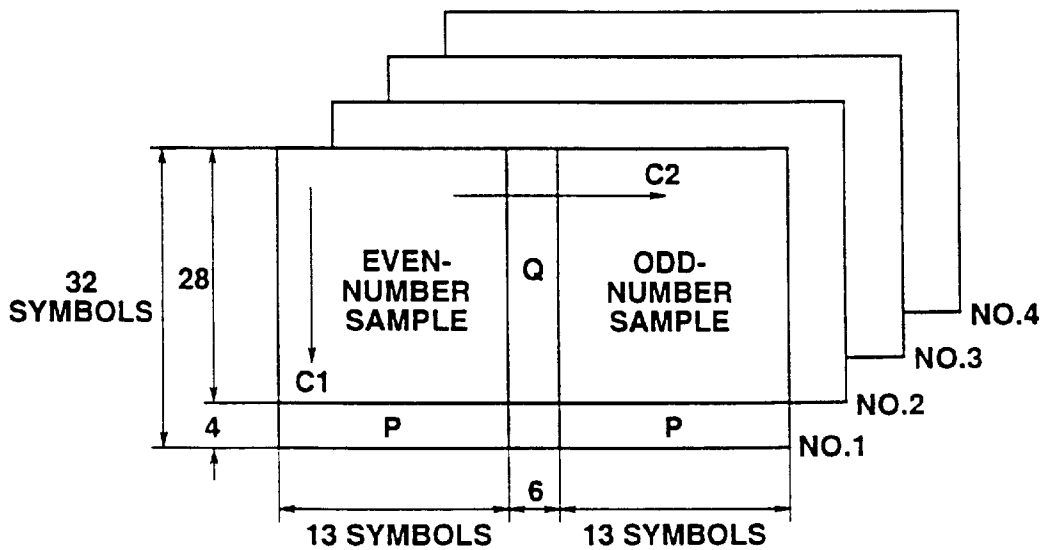 C2
32
SYMBOLS
28
EVEN-
NUMBER
SAMPLE
Q
ODD-
NUMBER
SAMPLE
NO.4
NO.3
C1
NO.2
4
P
P
NO.1
6
13 SYMBOLS
13 SYMBOLS